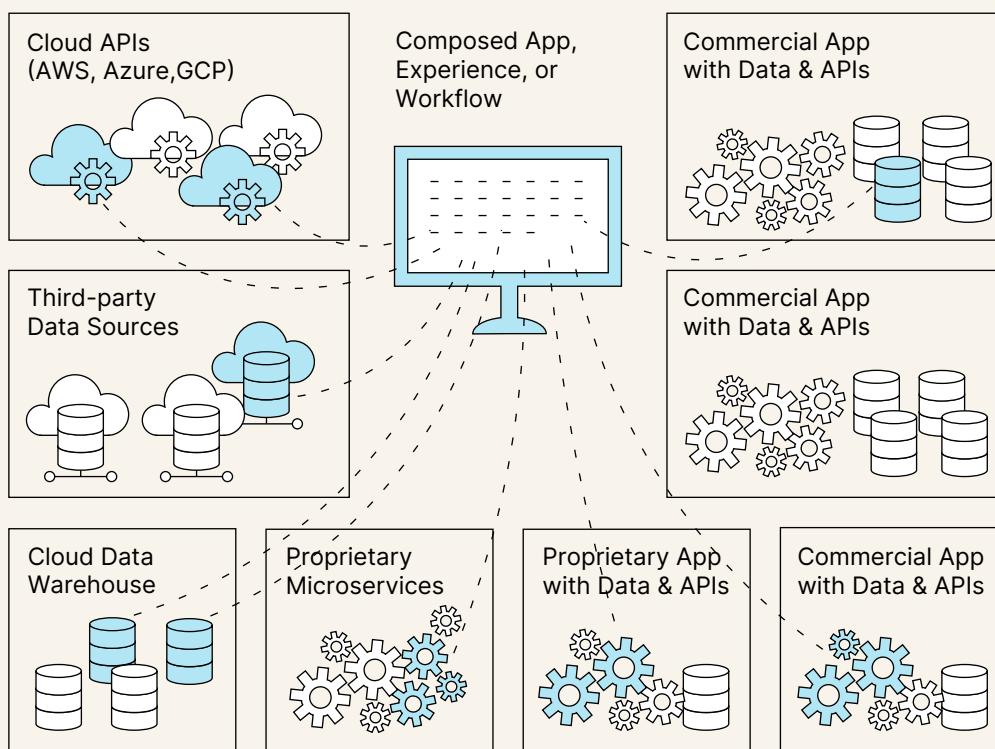 Cloud APIs
(AWS, Azure,GCP)
Composed App,
Experience, or
Workflow
Commercial App
with Data & APIs
Third-party
Data Sources
Commercial App
with Data & APIs
Cloud Data
Warehouse
Proprietary
Microservices
Proprietary App
with Data & APIs
Commercial App
with Data & APIs